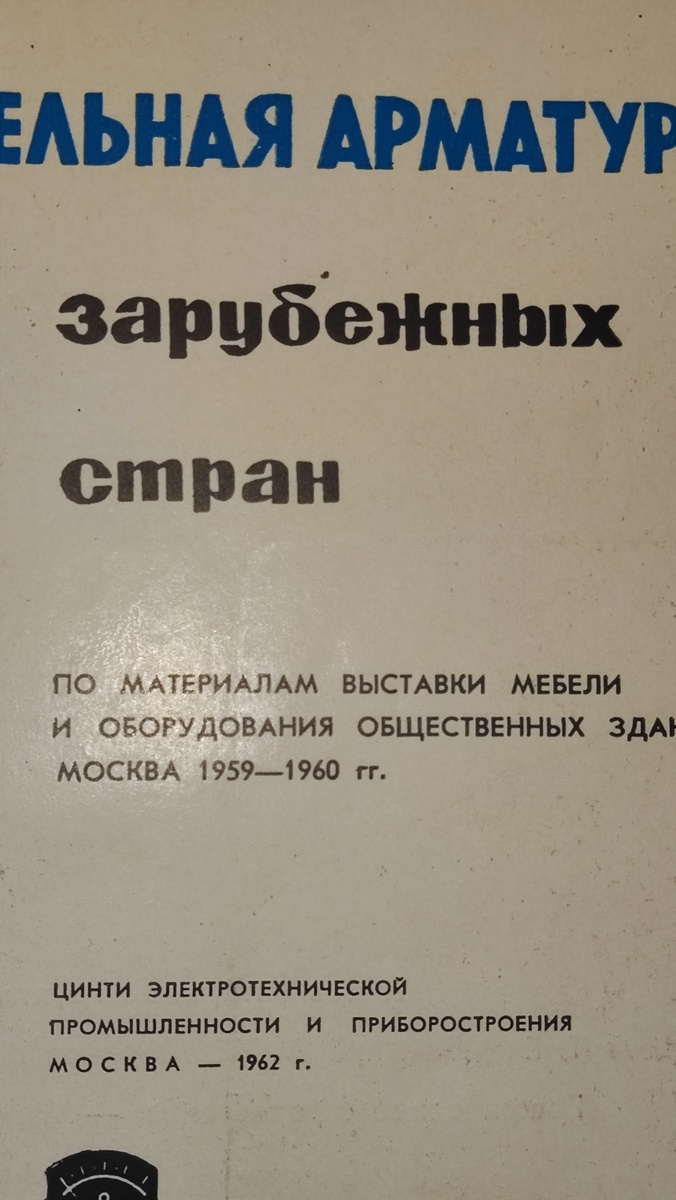 ЕЛЬНАЯ АРМАТУР
зарубежных
стран
ПО МАТЕРИАЛАМ ВЫСТАВКИ МЕБЕЛИ
И ОБОРУДОВАНИЯ ОБЩЕСТВЕННЫХ ЗДАН
МОСКВА 1959—1960 гг.
ЦИНТИ ЭЛЕКТРОТЕХНИЧЕСКОЙ
ПРОМЫШЛЕННОСТИ И ПРИБОРОСТРОЕНИЯ
МОСКВА — 1962 г.